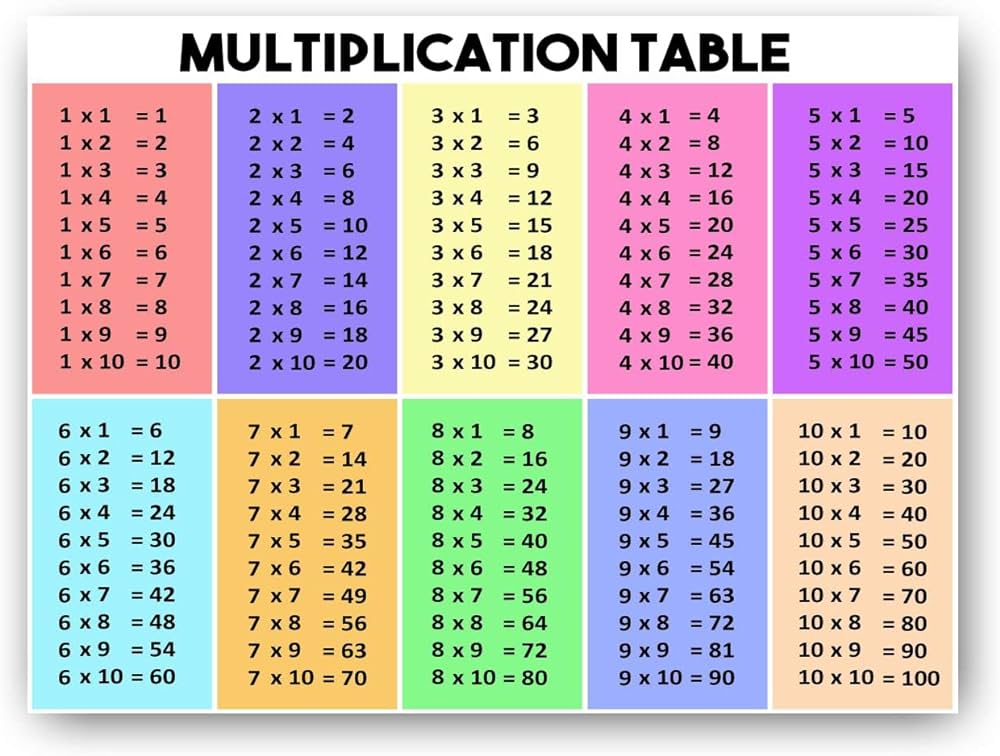 MULTIPLICATION TABLE
1 x 1 = 1
1 x 2 = 2
1 x 3 = 3
1 x 4 = 4
1 x 5 = 5
1 x 6 = 6
1 x 7 = 7
1 x 8 = 8
1 x 9 = 9
1 x 10 = 10
2 x 1 = 2
2 x 2 = 4
2 x 3 = 6
2 x 4 = 8
2 x 5 = 10
2 x 6 = 12
2 x 7 = 14
2 x 8 = 16
2 x 9 = 18
2 x 10 = 20
3 x 1 = 3
3 x 2 = 6
3 x 3 = 9
3 x 4 = 12
3 x 5 = 15
3 x 6 = 18
3 x 7 = 21
3 x 8 = 24
3 x 9 = 27
3 x 10 = 30
4 x 1 = 4
4 x 2 = 8
4 x 3 = 12
4 x 4 = 16
4 x 5 = 20
4 x 6 = 24
4 x 7 = 28
4 x 8 = 32
4 x 9 = 36
4 x 10 = 40
5 x 1 = 5
5 x 2 = 10
5 x 3 = 15
5 x 4 = 20
5 x 5 = 25
5 x 6 = 30
5 x 7 = 35
5 x 8 = 40
5 x 9 = 45
5 x 10 = 50
6 x 1 = 6
6 x 2 = 12
6 x 3 = 18
6 x 4 = 24
6 x 5 = 30
6 x 6 = 36
6 x 7 = 42
6 x 8 = 48
6 x 9 = 54
6 x 10 = 60
7 x 1 = 7
7 x 2 = 14
7 x 3 = 21
7 x 4 = 28
7 x 5 = 35
7 x 6 = 42
7 x 7 = 49
7 x 8 = 56
7 x 9 = 63
7 x 10 = 70
8 x 1 = 8
8 x 2 = 16
8 x 3 = 24
8 x 4 = 32
8 x 5 = 40
8 x 6 = 48
8 x 7 = 56
8 x 8 = 64
8 x 9 = 72
8 x 10 = 80
9 x 1 = 9
9 x 2 = 18
9 x 3 = 27
9 x 4 = 36
9 x 5 = 45
9 x 6 = 54
9 x 7 = 63
9 x 8 = 72
9 x 9 = 81
9 x 10 = 90
10 x 1 = 10
10 x 2 = 20
10 x 3 = 30
10 x 4 = 40
10 x 5 = 50
10 x 6 = 60
10 x 7 = 70
10 x 8 = 80
10 x 9 = 90
10 x 10 = 100